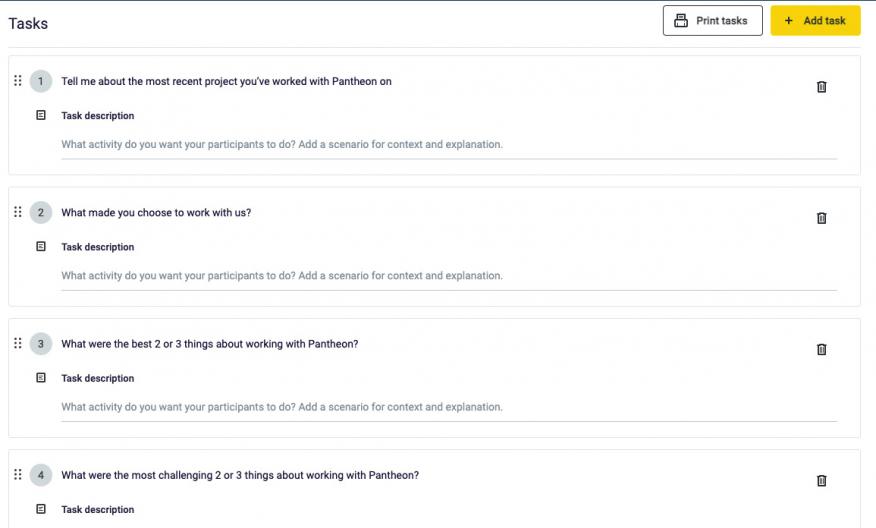 Tasks
Print tasks
+ Add task
1 Tell me about the most recent project you've worked with Pantheon on
Task description
What activity do you want your participants to do? Add a scenario for context and explanation.
2 What made you choose to work with us?
Task description
What activity do you want your participants to do? Add a scenario for context and explanation.
3 What were the best 2 or 3 things about working with Pantheon?
Task description
What activity do you want your participants to do? Add a scenario for context and explanation.
4 What were the most challenging 2 or 3 things about working with Pantheon?
Task description